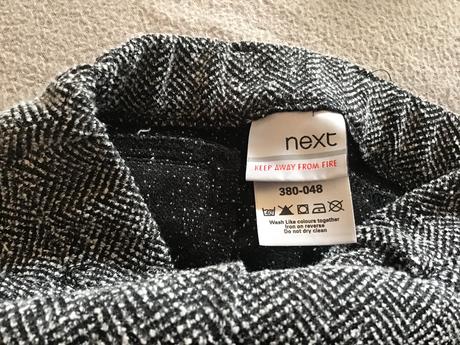 next
KEEP AWAY FROM FIRE
380-048
Wash Like colours together
Iron on reverse
Do not dry clean